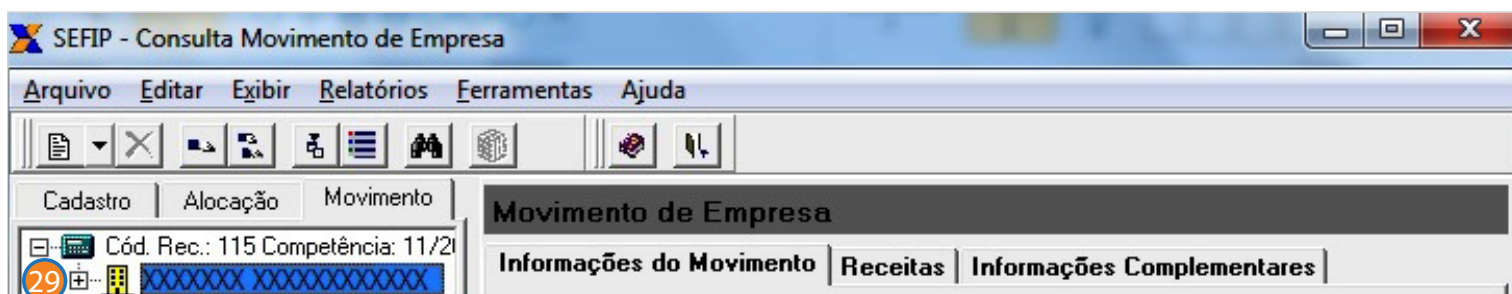 SEFIP - Consulta Movimento de Empresa
Arquivo Editar Exibir Relatórios Ferramentas Ajuda
Cadastro Alocação Movimento
Movimento de Empresa
Cód. Rec.: 115 Competência: 11/2
Informações do Movimento Receitas Informações Complementares
29 XXXXXXX XXXXXXXXXXXX